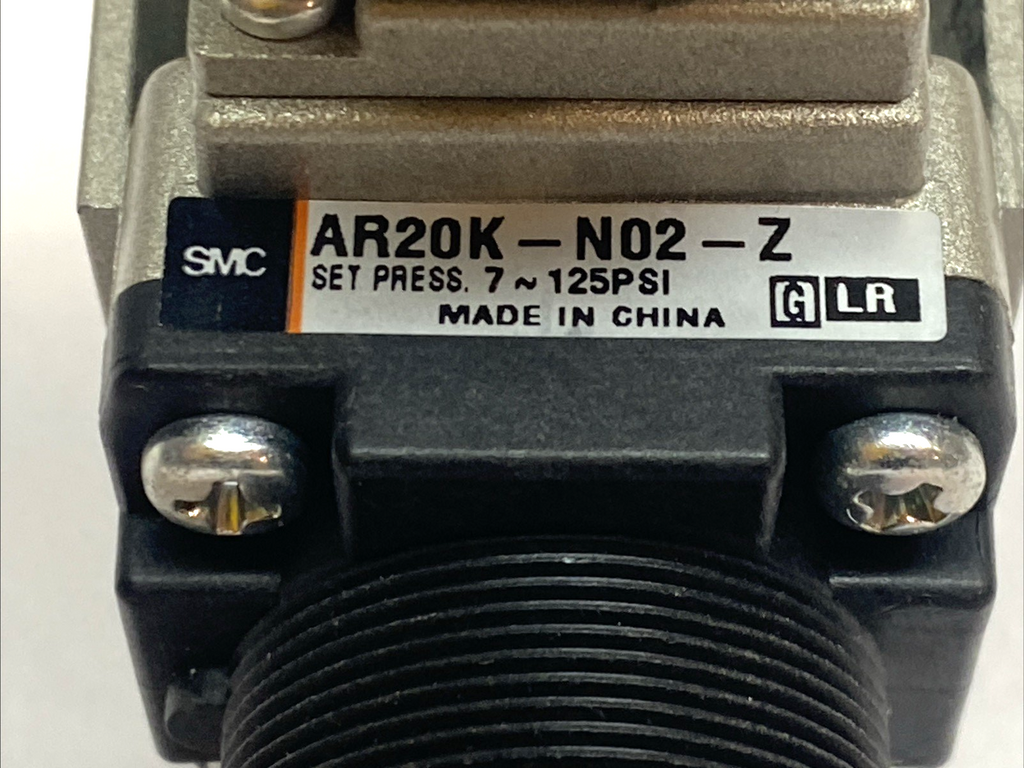 SMC
AR20K-N02-Z
SET PRESS. 7~125PSI
MADE IN CHINA
[G] LR